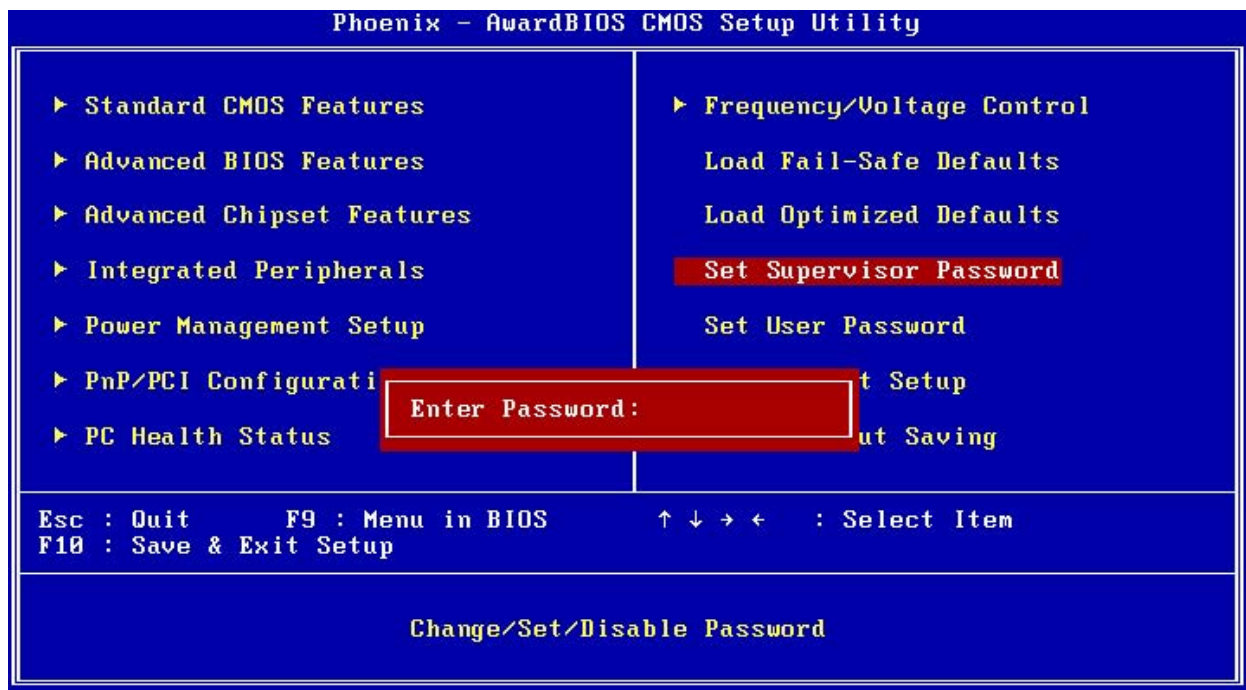 Phoenix - AwardBIOS CMOS Setup Utility
► Standard CMOS Features
► Advanced BIOS Features
► Advanced Chipset Features
► Integrated Peripherals
► Power Management Setup
► PnP/PCI Configurati
► PC Health Status
► Frequency/Voltage Control
Load Fail-Safe Defaults
Load Optimized Defaults
Set Supervisor Password
Set User Password
t Setup
ut Saving
Enter Password:
Esc : Quit F9 : Menu in BIOS ↑ ↓ → ← : Select Item
F10 : Save & Exit Setup
Change/Set/Disable Password